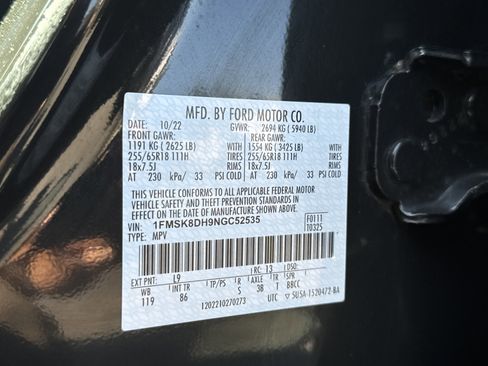 MFD. BY FORD MOTOR CO.
DATE: 10/22 GVWR: 2694 KG ( 5940 LB)
FRONT GAWR: REAR GAWR:
1191 KG ( 2625 LB) WITH 1554 KG ( 3425 LB) WITH
255/65R18 111H TIRES 255/65R18 111H TIRES
18x7.5J RIMS 18x7.5J RIMS
AT 230 kPa/ 33 PSI COLD AT 230 kPa/ 33 PSI COLD
THIS VEHICLE CONFORMS TO ALL APPLICABLE FEDERAL MOTOR
VEHICLE SAFETY AND THEFT PREVENTION STANDARDS IN EFFECT ON THE
DATE OF MANUFACTURE SHOWN ABOVE.
VIN: 1FMSK8DH9NGC52535 F0111
TYPE: MPV T0325
EXT PNT: L9 RC: 13 DSO:
WB INT TR TP/PS R AXLE TR SPR
119 86 S 38 T BBCC
1202210270273 UTC 5U5A-1520472-BA